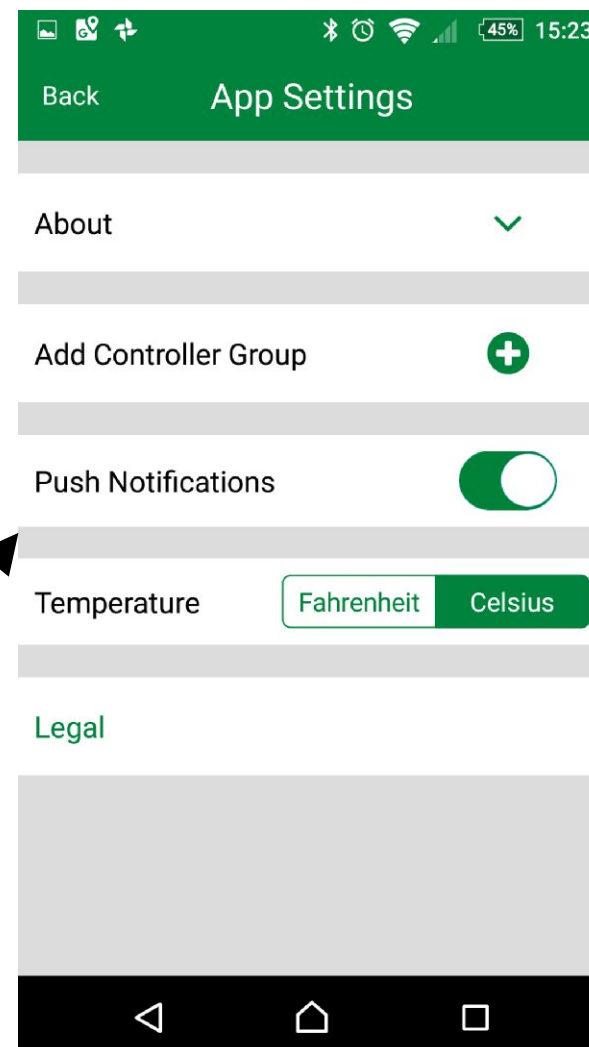 45% 15:23
Back App Settings
About
Add Controller Group
Push Notifications
Temperature Fahrenheit Celsius
Legal